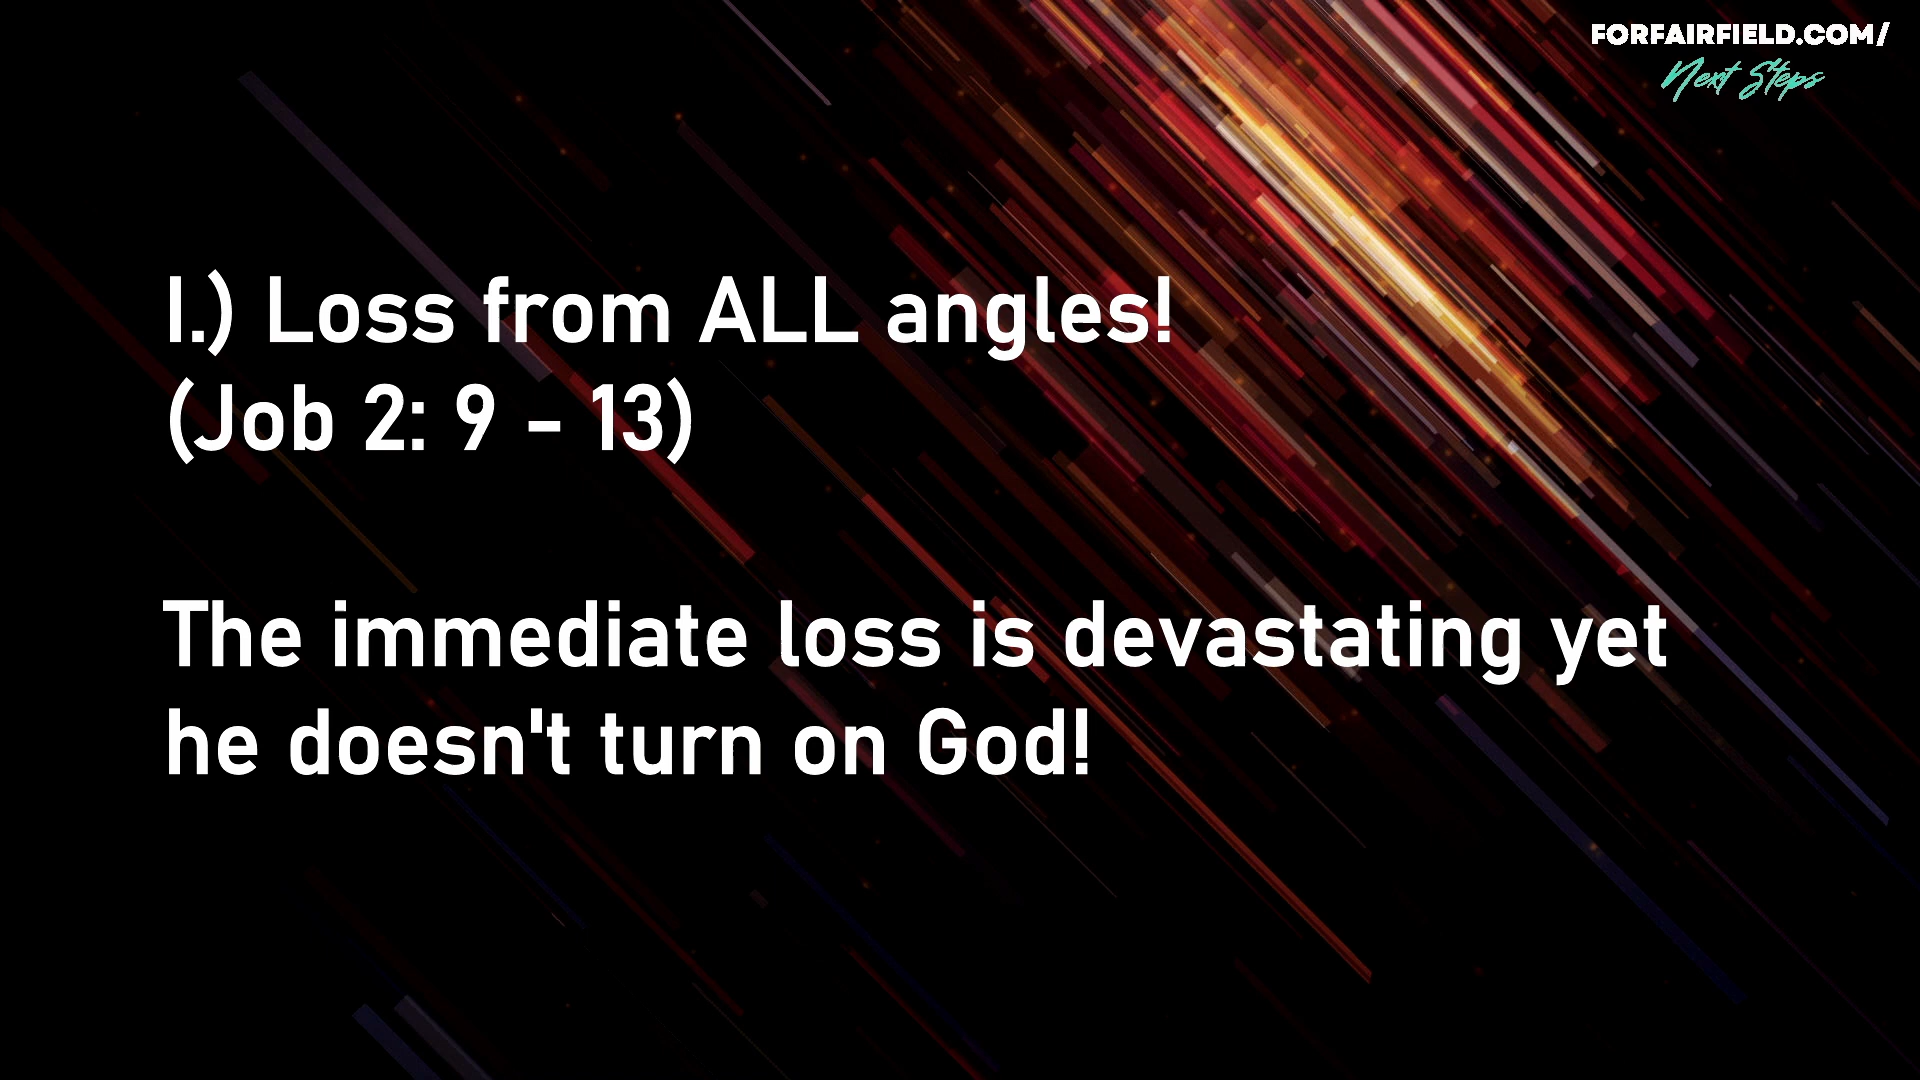 FORFAIRFIELD.COM/
Next Steps
I.) Loss from ALL angles!
(Job 2: 9 - 13)
The immediate loss is devastating yet
he doesn't turn on God!